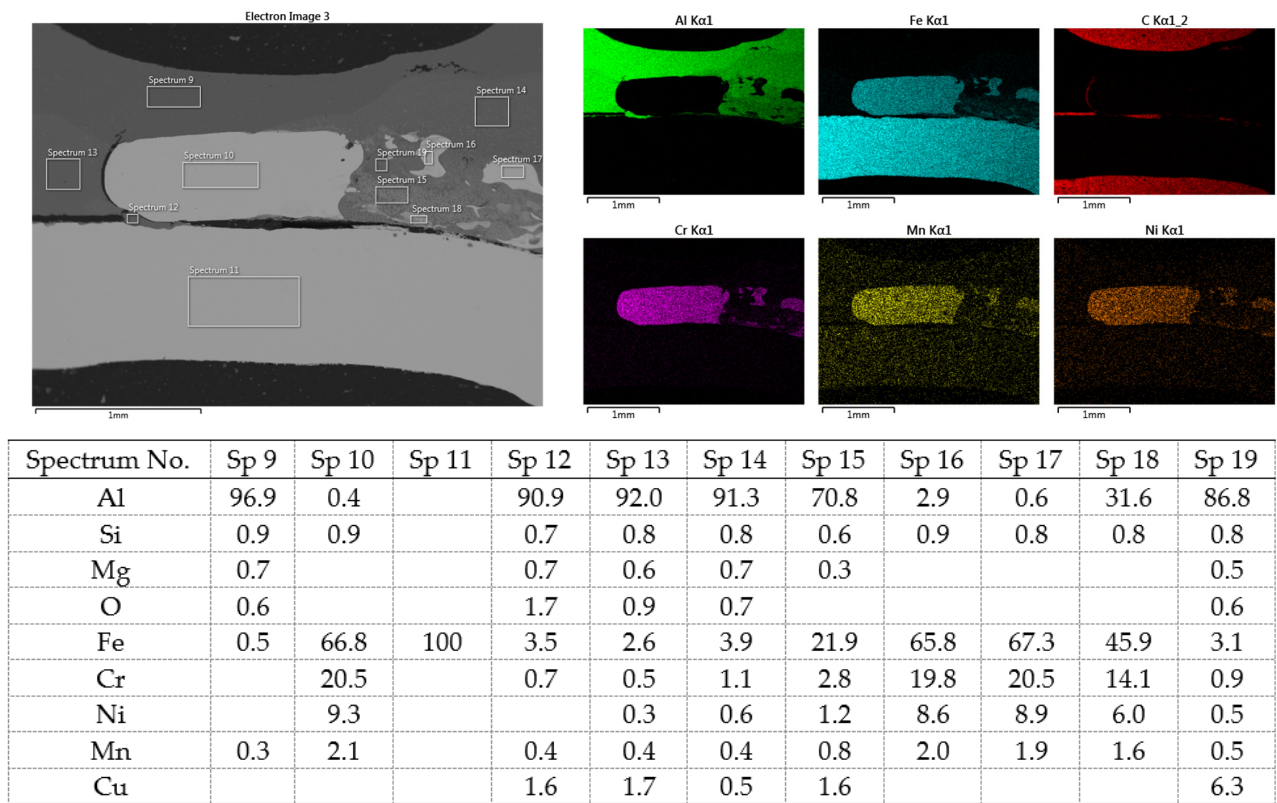 Electron Image 3
Spectrum 9
Spectrum 14
Spectrum 13
Spectrum 10
Spectrum 19
Spectrum 16
Spectrum 17
Spectrum 15
Spectrum 12
Spectrum 18
Spectrum 11
1mm
Al Kα1
Fe Kα1
C Kα1_2
1mm
1mm
1mm
Cr Kα1
Mn Kα1
Ni Kα1
1mm
1mm
1mm
Spectrum No. Sp 9 Sp 10 Sp 11 Sp 12 Sp 13 Sp 14 Sp 15 Sp 16 Sp 17 Sp 18 Sp 19
Al 96.9 0.4 90.9 92.0 91.3 70.8 2.9 0.6 31.6 86.8
Si 0.9 0.9 0.7 0.8 0.8 0.6 0.9 0.8 0.8 0.8
Mg 0.7 0.7 0.6 0.7 0.3 0.5
O 0.6 1.7 0.9 0.7 0.6
Fe 0.5 66.8 100 3.5 2.6 3.9 21.9 65.8 67.3 45.9 3.1
Cr 20.5 0.7 0.5 1.1 2.8 19.8 20.5 14.1 0.9
Ni 9.3 0.3 0.6 1.2 8.6 8.9 6.0 0.5
Mn 0.3 2.1 0.4 0.4 0.4 0.8 2.0 1.9 1.6 0.5
Cu 1.6 1.7 0.5 1.6 6.3